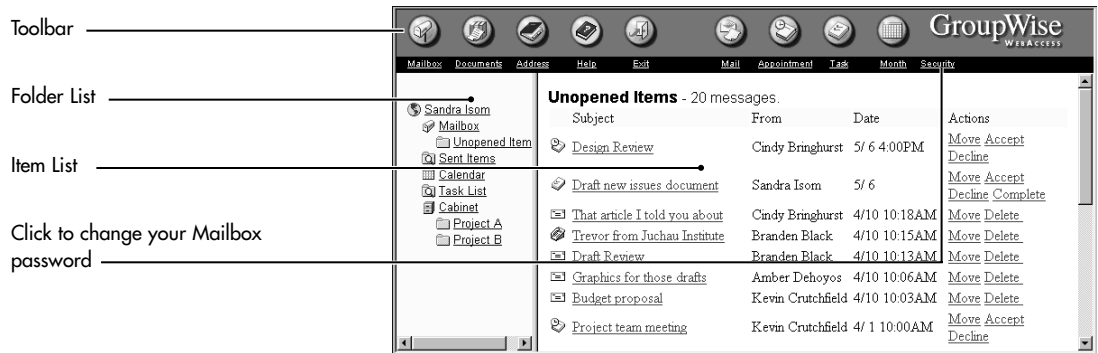 Toolbar
Folder List
Item List
Click to change your Mailbox
password
GroupWise
WEBACCESS
Mailbox Documents Address Help Exit Mail Appointment Task Month Security
Sandra Isom
Mailbox
Unopened Item
Sent Items
Calendar
Task List
Cabinet
Project A
Project B
Unopened Items - 20 messages.
Subject From Date Actions
Design Review Cindy Bringhurst 5/ 6 4:00PM Move Accept
Decline
Draft new issues document Sandra Isom 5/ 6 Move Accept
Decline Complete
That article I told you about Cindy Bringhurst 4/10 10:18AM Move Delete
Trevor from Juchau Institute Branden Black 4/10 10:15AM Move Delete
Draft Review Branden Black 4/10 10:13AM Move Delete
Graphics for those drafts Amber Dehoyos 4/10 10:06AM Move Delete
Budget proposal Kevin Crutchfield 4/10 10:03AM Move Delete
Project team meeting Kevin Crutchfield 4/ 1 10:00AM Move Accept
Decline